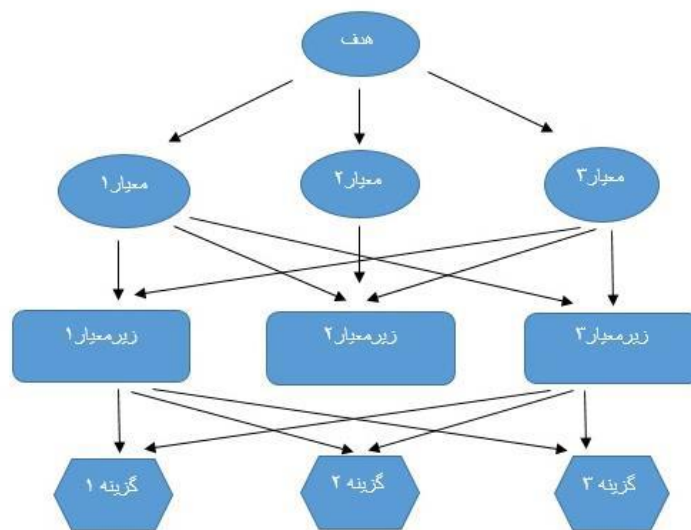 هدف
معیار۳
معیار۲
معیار۱
زیرمعیار۳
زیرمعیار۲
زیرمعیار۱
گزینه ۳
گزینه ۲
گزینه ۱